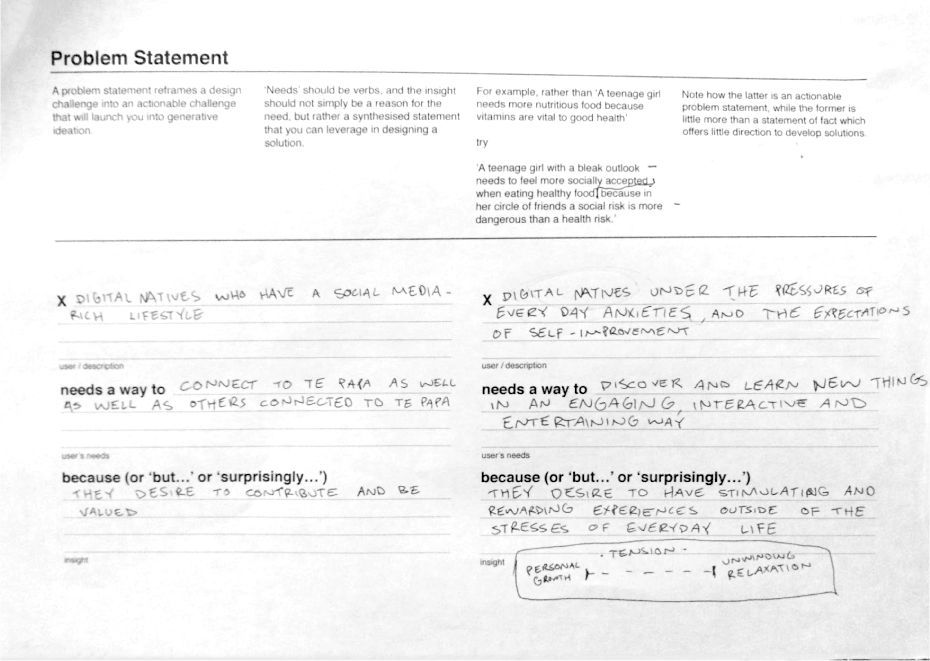 Problem Statement
A problem statement reframes a design
challenge into an actionable challenge
that will launch you into generative
ideation.
'Needs' should be verbs, and the insight
should not simply be a reason for the
need, but rather a synthesised statement
that you can leverage in designing a
solution.
For example, rather than 'A teenage girl
needs more nutritious food because
vitamins are vital to good health'
try
'A teenage girl with a bleak outlook
needs to feel more socially accepted
when eating healthy food, because in
her circle of friends a social risk is more
dangerous than a health risk.'
Note how the latter is an actionable
problem statement, while the former is
little more than a statement of fact which
offers little direction to develop solutions.
X DIGITAL NATIVES WHO HAVE A SOCIAL MEDIA-
RICH LIFESTYLE
user / description
needs a way to CONNECT TO TE PAPA AS WELL
AS WELL AS OTHERS CONNECTED TO TE PAPA
user's needs
because (or 'but...' or 'surprisingly...')
THEY DESIRE TO CONTRIBUTE AND BE
VALUED
insight
X DIGITAL NATIVES UNDER THE PRESSURES OF
EVERY DAY ANXIETIES, AND THE EXPECTATIONS
OF SELF-IMPROVEMENT
user / description
needs a way to DISCOVER AND LEARN NEW THINGS
IN AN ENGAGING, INTERACTIVE AND
ENTERTAINING WAY
user's needs
because (or 'but...' or 'surprisingly...')
THEY DESIRE TO HAVE STIMULATING AND
REWARDING EXPERIENCES OUTSIDE OF THE
STRESSES OF EVERYDAY LIFE
insight
- TENSION -
PERSONAL
GROWTH
UNWINDING
RELAXATION